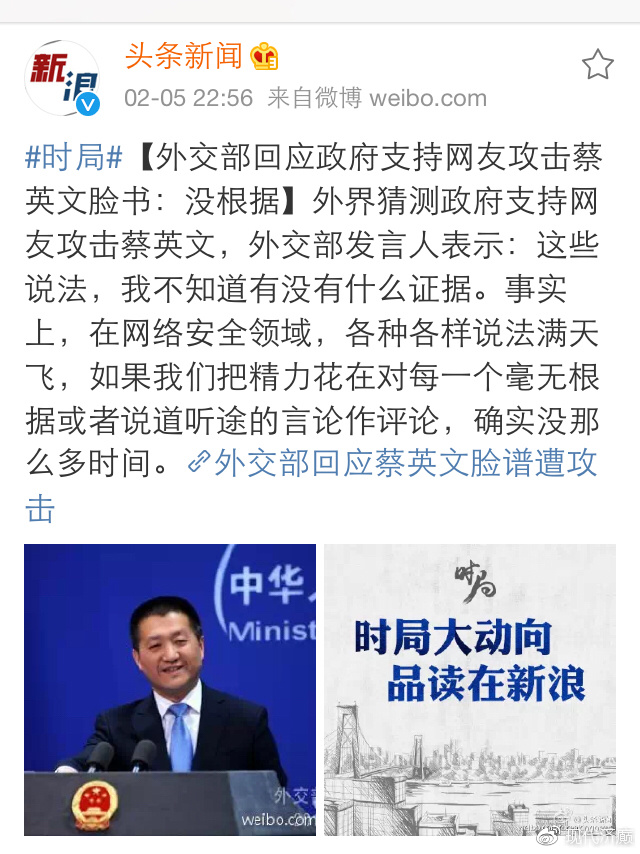 新
浪
头条新闻
02-05 22:56 来自微博 weibo.com
#时局#【外交部回应政府支持网友攻击蔡
英文脸书：没根据】外界猜测政府支持网
友攻击蔡英文，外交部发言人表示：这些
说法，我不知道有没有什么证据。事实
上，在网络安全领域，各种各样说法满天
飞，如果我们把精力花在对每一个毫无根
据或者说道听途的言论作评论，确实没那
么多时间。外交部回应蔡英文脸谱遭攻
击
中华人
Minist
外交部
weibo.com
时局
时局大动向
品读在新浪
@头条新闻
现代济颠